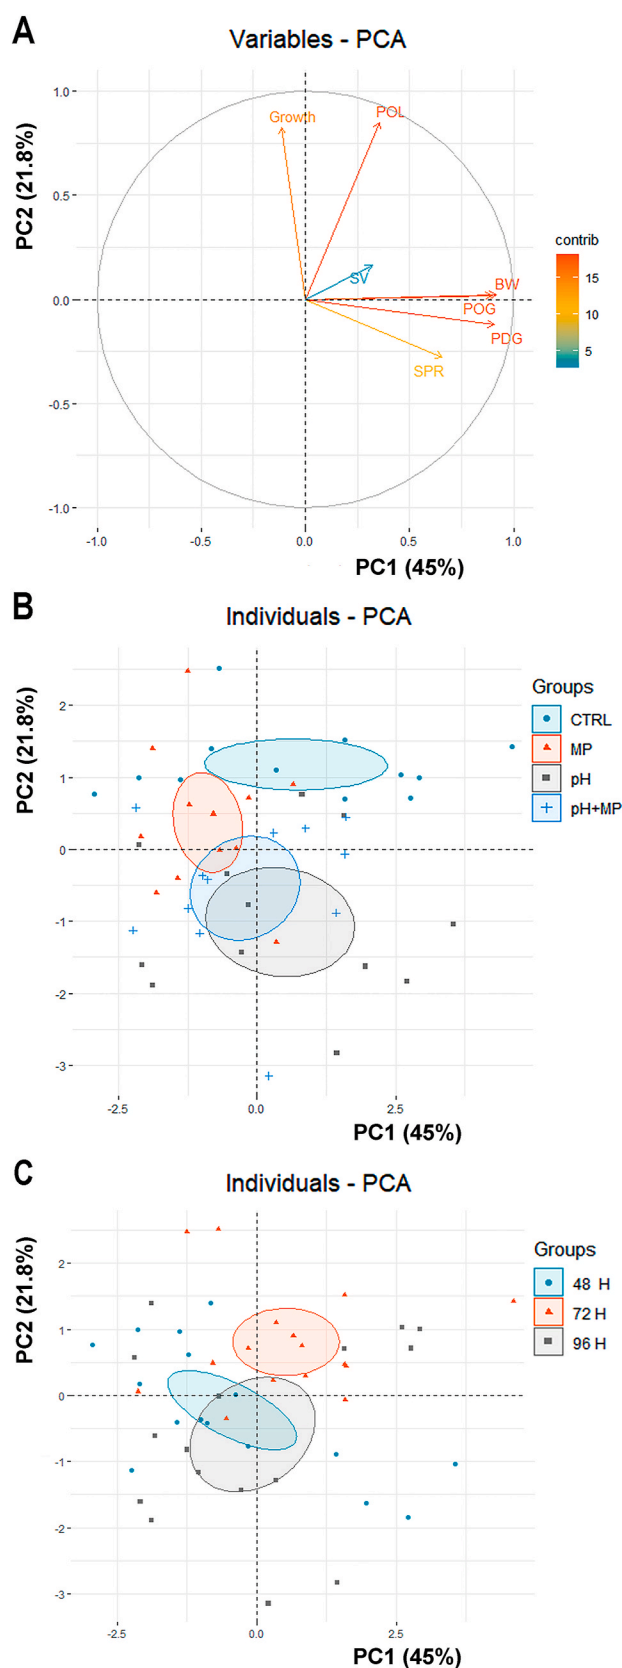 A
Variables - PCA
PC2 (21.8%)
1.0
0.5
0.0
-0.5
-1.0
Growth
POL
SV
BW
POG
PDG
SPR
contrib
15
10
5
-1.0
-0.5
0.0
0.5
1.0
PC1 (45%)
B
Individuals - PCA
PC2 (21.8%)
2
1
0
-1
-2
-3
Groups
CTRL
MP
pH
pH+MP
-2.5
0.0
2.5
PC1 (45%)
C
Individuals - PCA
PC2 (21.8%)
2
1
0
-1
-2
-3
Groups
48 H
72 H
96 H
-2.5
0.0
2.5
PC1 (45%)